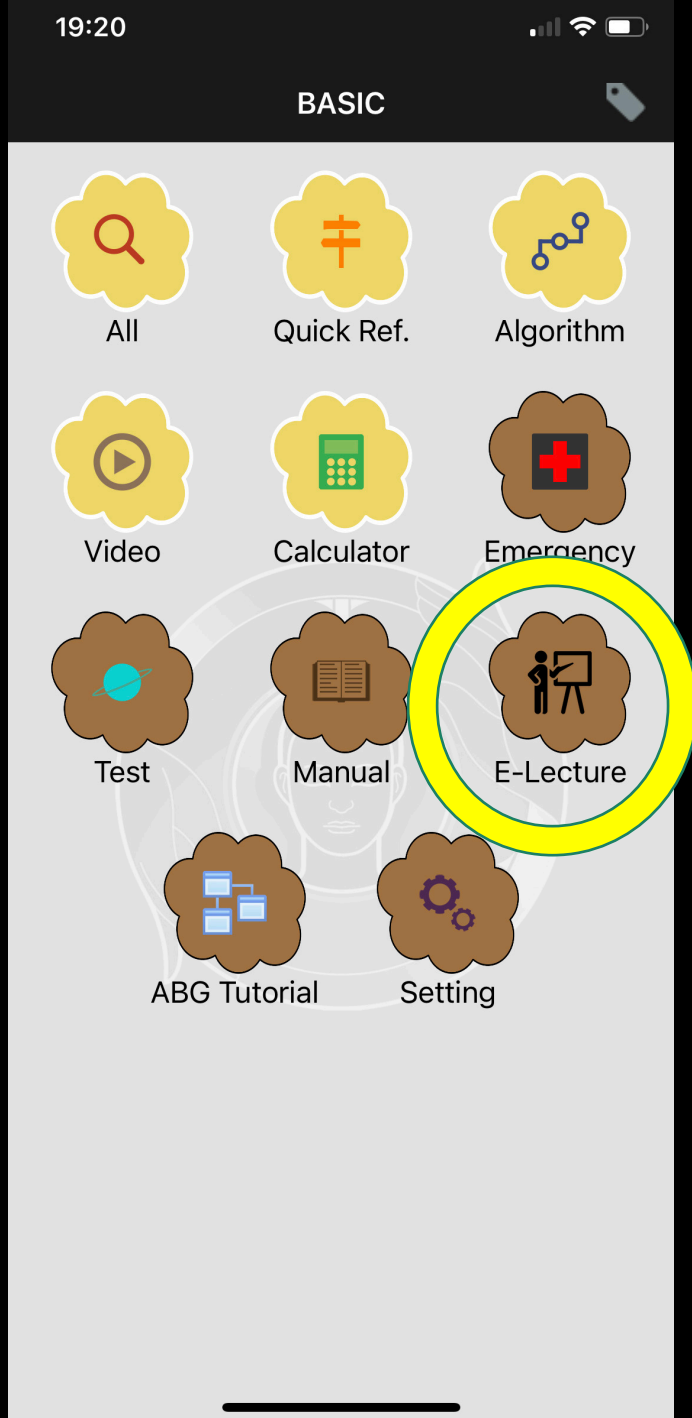 19:20
BASIC
All
Quick Ref.
Algorithm
Video
Calculator
Emergency
Test
Manual
E-Lecture
ABG Tutorial
Setting